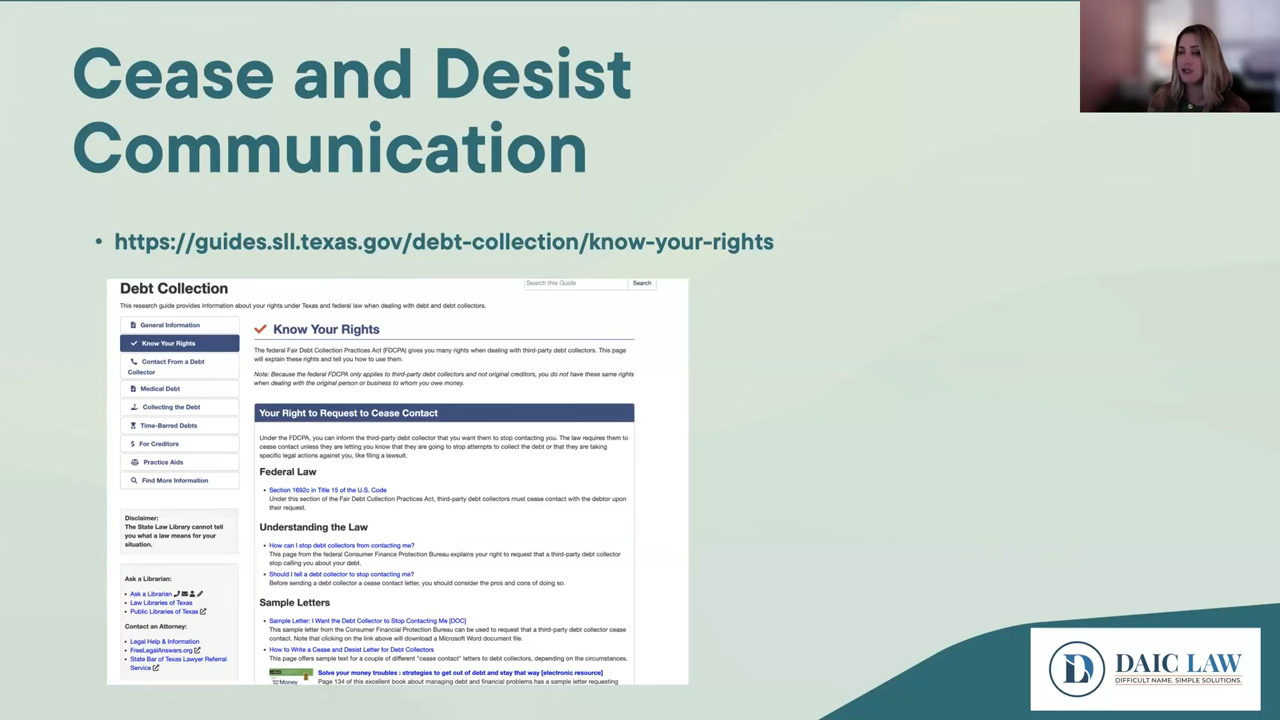 Cease and Desist
Communication
• https://guides.sll.texas.gov/debt-collection/know-your-rights
Debt Collection
Search this Guide
Search
This research guide provides information about your rights under Texas and federal law when dealing with debt and debt collectors.
General Information
Know Your Rights
Contact From a Debt
Collector
Medical Debt
Collecting the Debt
Time-Barred Debts
For Creditors
Practice Aids
Find More Information
Disclaimer:
The State Law Library cannot tell
you what a law means for your
situation.
Ask a Librarian:
• Ask a Librarian
• Law Libraries of Texas
• Public Libraries of Texas
Contact an Attorney:
• Legal Help & Information
• FreeLegalAnswers.org
• State Bar of Texas Lawyer Referral
Service
Know Your Rights
The federal Fair Debt Collection Practices Act (FDCPA) gives you many rights when dealing with third-party debt collectors. This page
will explain these rights and tell you how to use them.
Note: Because the federal FDCPA only applies to third-party debt collectors and not original creditors, you do not have these same rights
when dealing with the original person or business to whom you owe money.
Your Right to Request to Cease Contact
Under the FDCPA, you can inform the third-party debt collector that you want them to stop contacting you. The law requires them to
cease contact unless they are letting you know that they are going to stop attempts to collect the debt or that they are taking
specific legal actions against you, like filing a lawsuit.
Federal Law
• Section 1692c in Title 15 of the U.S. Code
Under this section of the Fair Debt Collection Practices Act, third-party debt collectors must cease contact with the debtor upon
their request.
Understanding the Law
• How can I stop debt collectors from contacting me?
This page from the federal Consumer Finance Protection Bureau explains your right to request that a third-party debt collector
stop calling you about your debt.
• Should I tell a debt collector to stop contacting me?
Before sending a debt collector a cease contact letter, you should consider the pros and cons of doing so.
Sample Letters
• Sample Letter: I Want the Debt Collector to Stop Contacting Me [DOC]
This sample letter from the Consumer Financial Protection Bureau can be used to request that a third-party debt collector cease
contact. Note that clicking on the link above will download a Microsoft Word document file.
• How to Write a Cease and Desist Letter for Debt Collectors
This page offers sample text for a couple of different "cease contact" letters to debt collectors, depending on the circumstances.
Money
Solve your money troubles : strategies to get out of debt and stay that way [electronic resource]
Page 134 of this excellent book about managing debt and financial problems has a sample letter requesting
DAIC LAW
DIFFICULT NAME. SIMPLE SOLUTIONS.